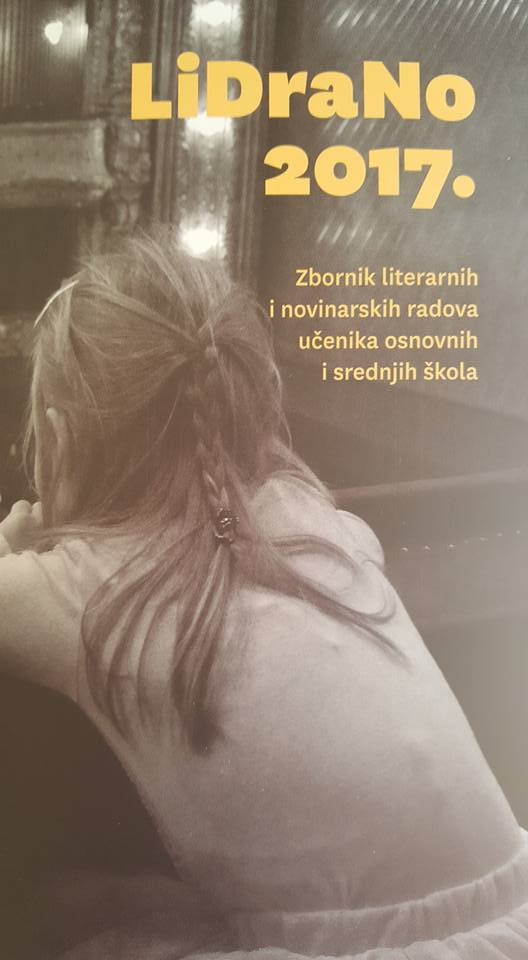 LiDraNo
2017.
Zbornik literarnih
i novinarskih radova
učenika osnovnih
i srednjih škola